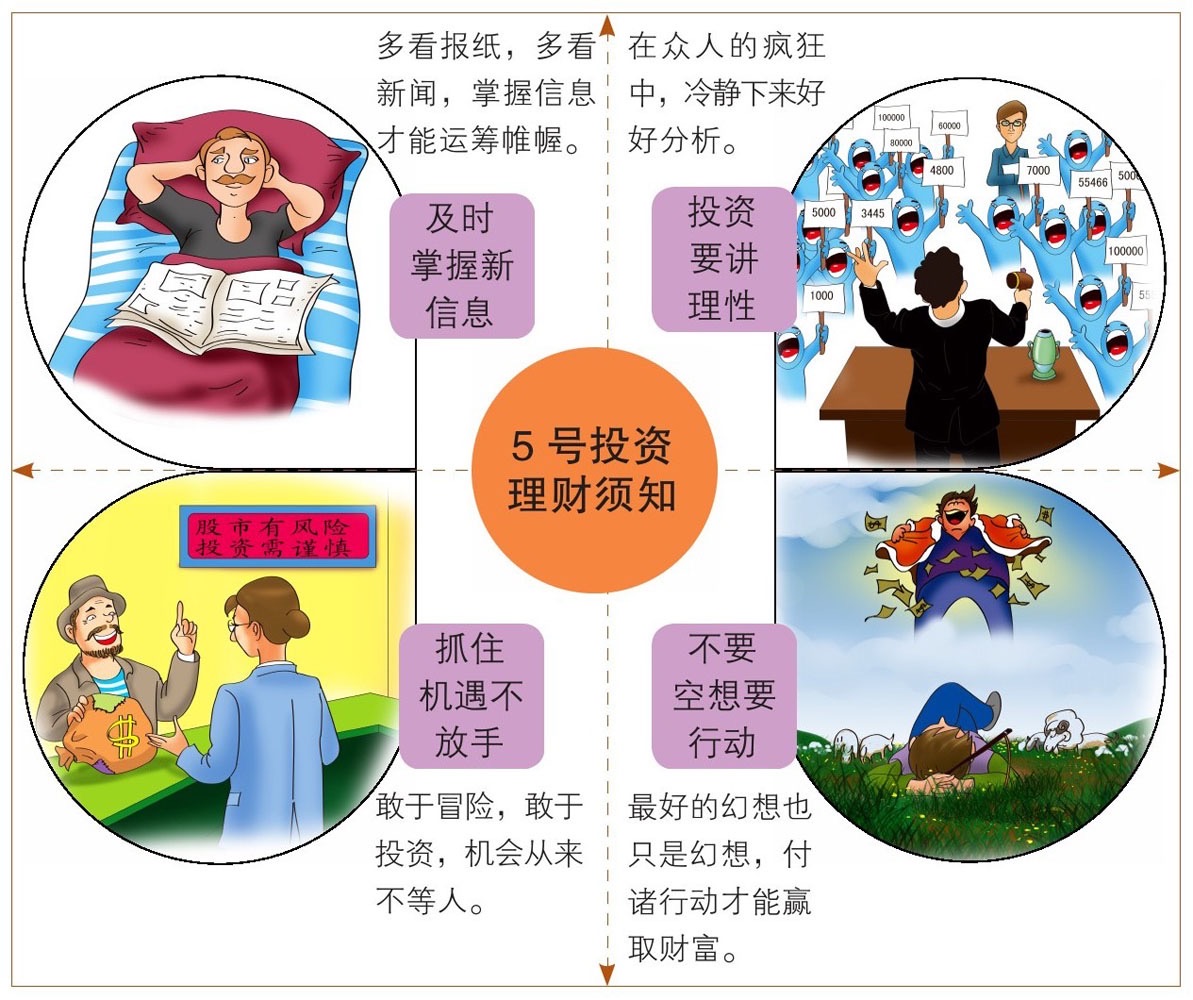 多看报纸，多看
新闻，掌握信息
才能运筹帷幄。
及时
掌握新
信息
在众人的疯狂
中，冷静下来好
好分析。
投资
要讲
理性
100000
60000
80000
4800
7000
55466
5000
3445
100000
1000
5 号投资
理财须知
股市有风险
投资需谨慎
抓住
机遇不
放手
敢于冒险，敢于
投资，机会从来
不等人。
不要
空想要
行动
最好的幻想也
只是幻想，付
诸行动才能赢
取财富。